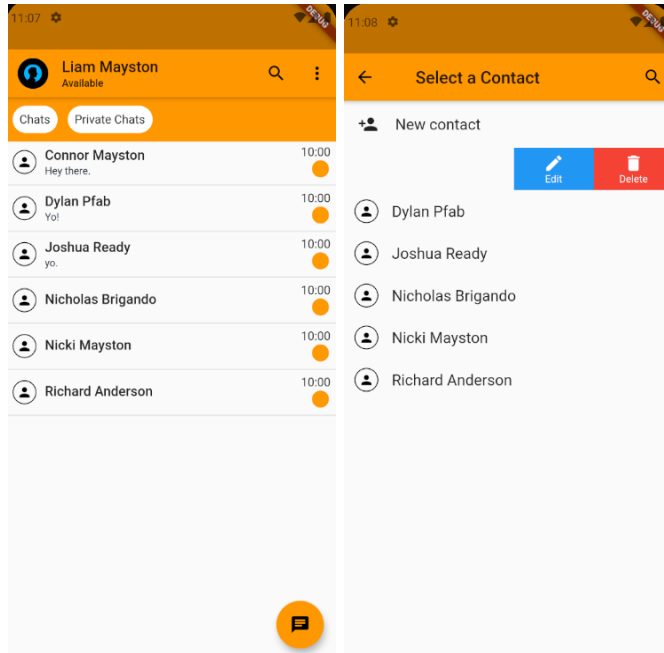 11:07
DEBUG
Liam Mayston
Available
Chats Private Chats
Connor Mayston 10:00
Hey there.
Dylan Pfab 10:00
Yo!
Joshua Ready 10:00
yo.
Nicholas Brigando 10:00
Nicki Mayston 10:00
Richard Anderson 10:00
11:08
DEBUG
Select a Contact
New contact
Edit Delete
Dylan Pfab
Joshua Ready
Nicholas Brigando
Nicki Mayston
Richard Anderson